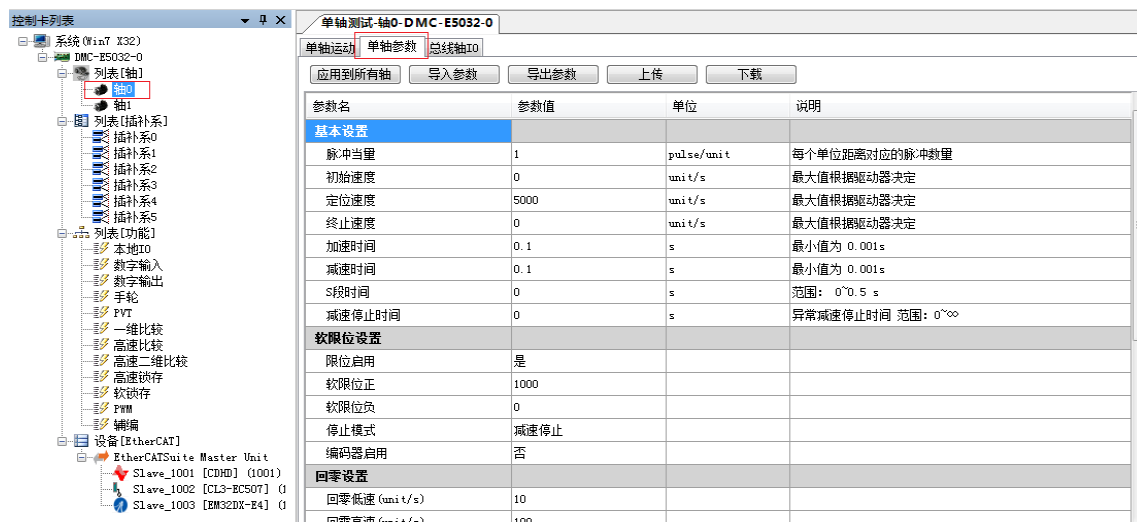 控制卡列表
系统(Win7 X32)
DMC-E5032-0
列表[轴]
轴0
轴1
列表[插补系]
插补系0
插补系1
插补系2
插补系3
插补系4
插补系5
列表[功能]
本地IO
数字输入
数字输出
手轮
PVT
一维比较
高速比较
高速二维比较
高速锁存
软锁存
PWM
辅编
设备[EtherCAT]
EtherCATSuite Master Unit
Slave_1001 [CDHD] (1001)
Slave_1002 [CL3-EC507] (1
Slave_1003 [EM32DX-E4] (1
单轴测试-轴0-DMC-E5032-0
单轴运动 单轴参数 总线轴IO
应用到所有轴 导入参数 导出参数 上传 下载
参数名 参数值 单位 说明
基本设置
脉冲当量 1 pulse/unit 每个单位距离对应的脉冲数量
初始速度 0 unit/s 最大值根据驱动器决定
定位速度 5000 unit/s 最大值根据驱动器决定
终止速度 0 unit/s 最大值根据驱动器决定
加速时间 0.1 s 最小值为 0.001s
减速时间 0.1 s 最小值为 0.001s
S段时间 0 s 范围： 0~0.5 s
减速停止时间 0 s 异常减速停止时间 范围：0~∞
软限位设置
限位启用 是
软限位正 1000
软限位负 0
停止模式 减速停止
编码器启用 否
回零设置
回零低速(unit/s) 10
回零高速(unit/s) 100